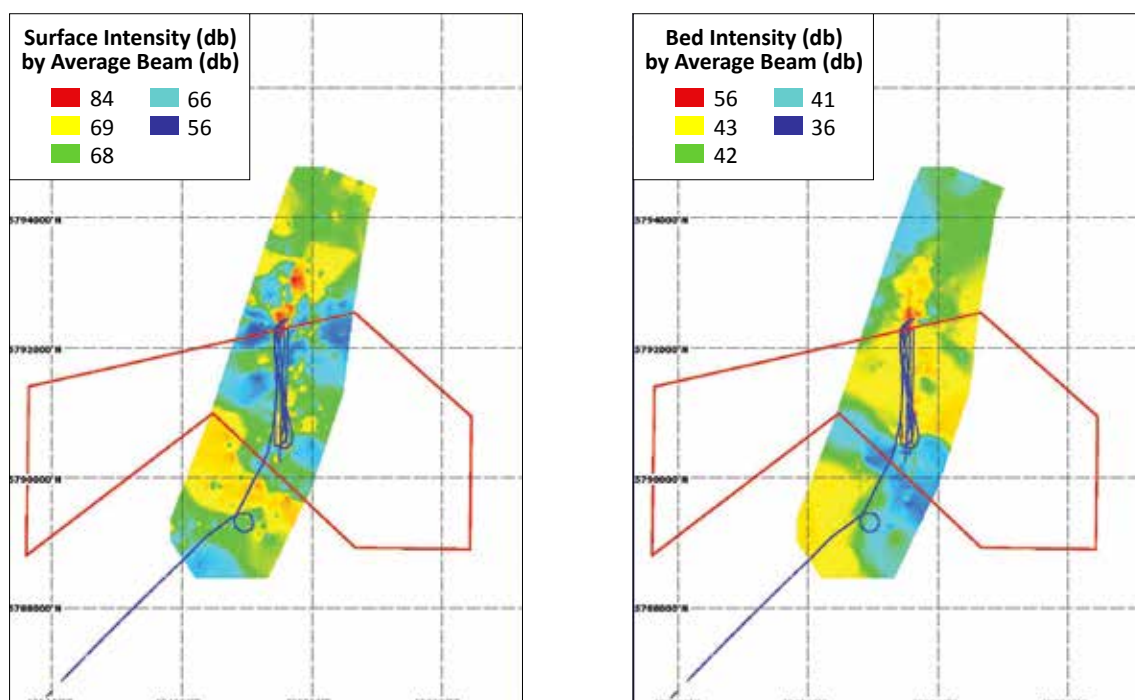 Surface Intensity (db)
by Average Beam (db)
84
66
69
56
68
5794000"N
5792000"N
5790000"N
5788000"N
Bed Intensity (db)
by Average Beam (db)
56
41
43
36
42
5794000"N
5792000"N
5790000"N
5788000"N